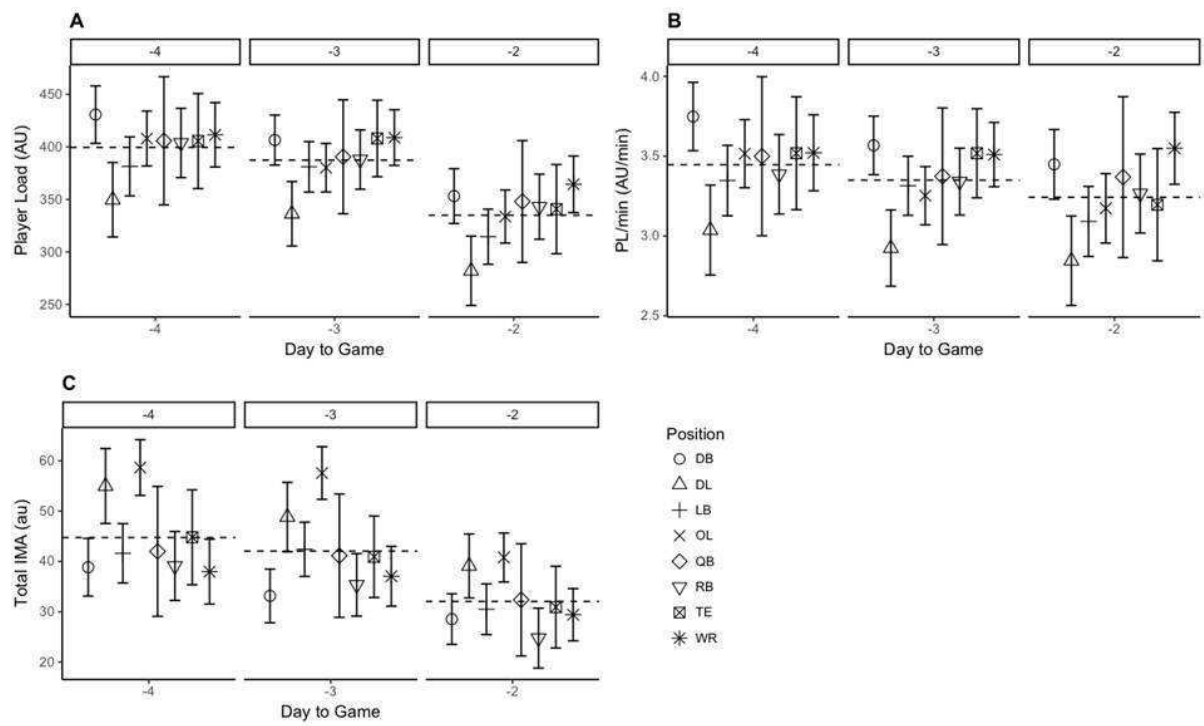 A
-4 -3 -2
Player Load (AU)
450
400
350
300
250
-4 -3 -2
Day to Game
B
-4 -3 -2
PL/min (AU/min)
4.0
3.5
3.0
2.5
-4 -3 -2
Day to Game
C
-4 -3 -2
Total IMA (au)
60
50
40
30
20
-4 -3 -2
Day to Game
Position
DB
DL
LB
OL
QB
RB
TE
WR